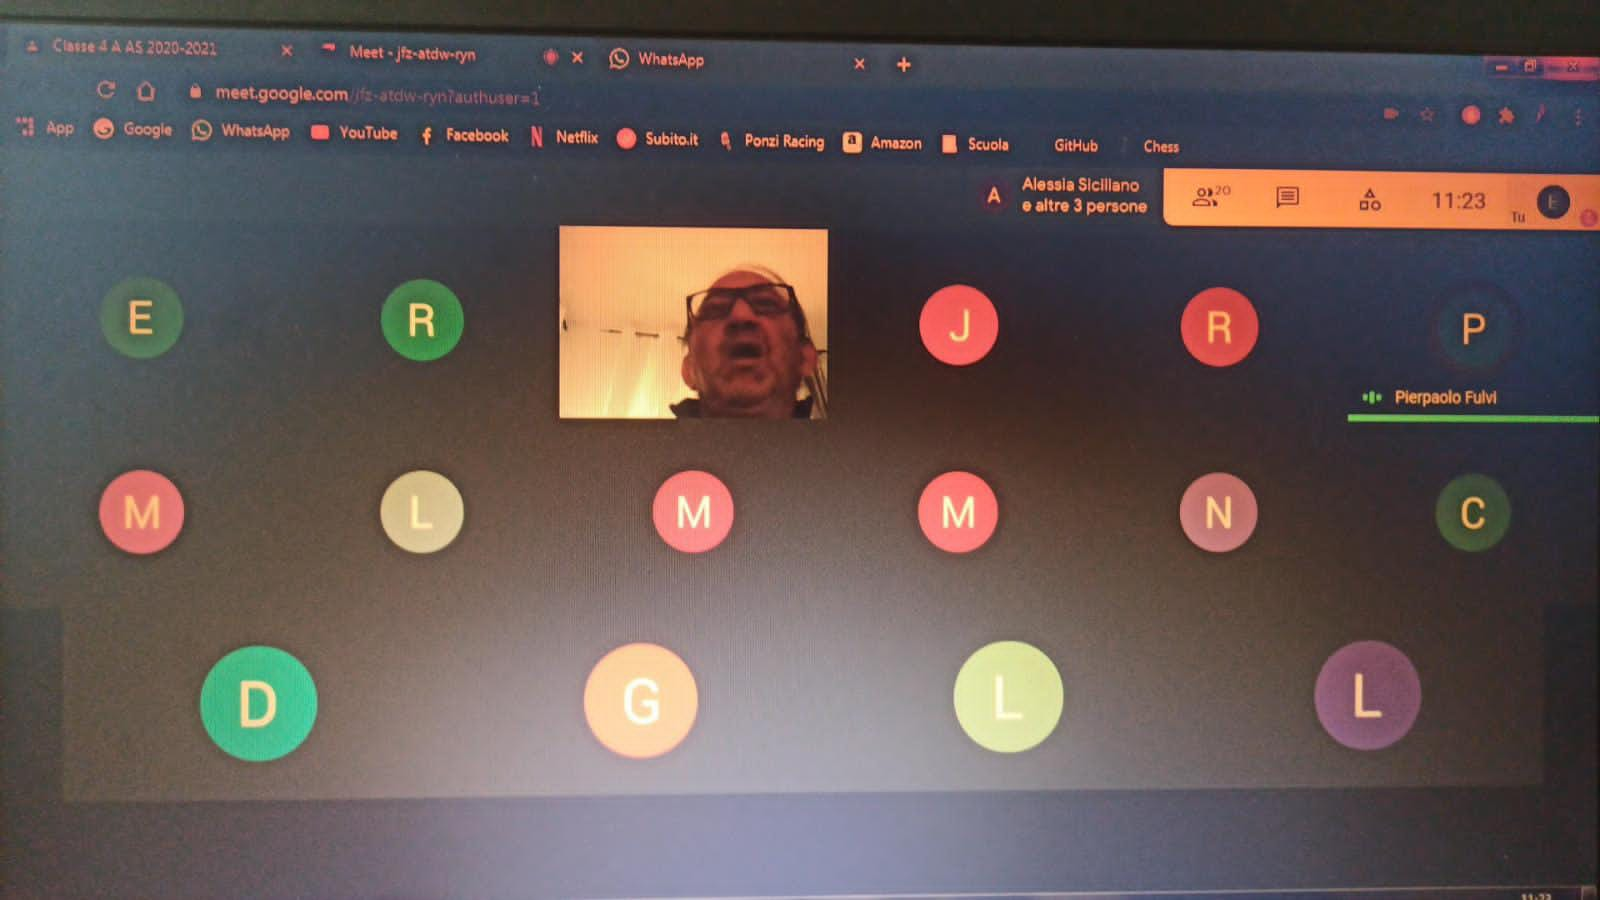 Classe 4 A AS 2020-2021
Meet - jfz-atdw-ryn
WhatsApp
meet.google.com/jfz-atdw-ryn?authuser=1
App Google WhatsApp YouTube Facebook Netflix Subito.it Ponzi Racing Amazon Scuola GitHub Chess
A
Alessia Siciliano
e altre 3 persone
20
11:23
Tu
E
E R J R P
Pierpaolo Fulvi
M L M M N C
D G L L
11:23